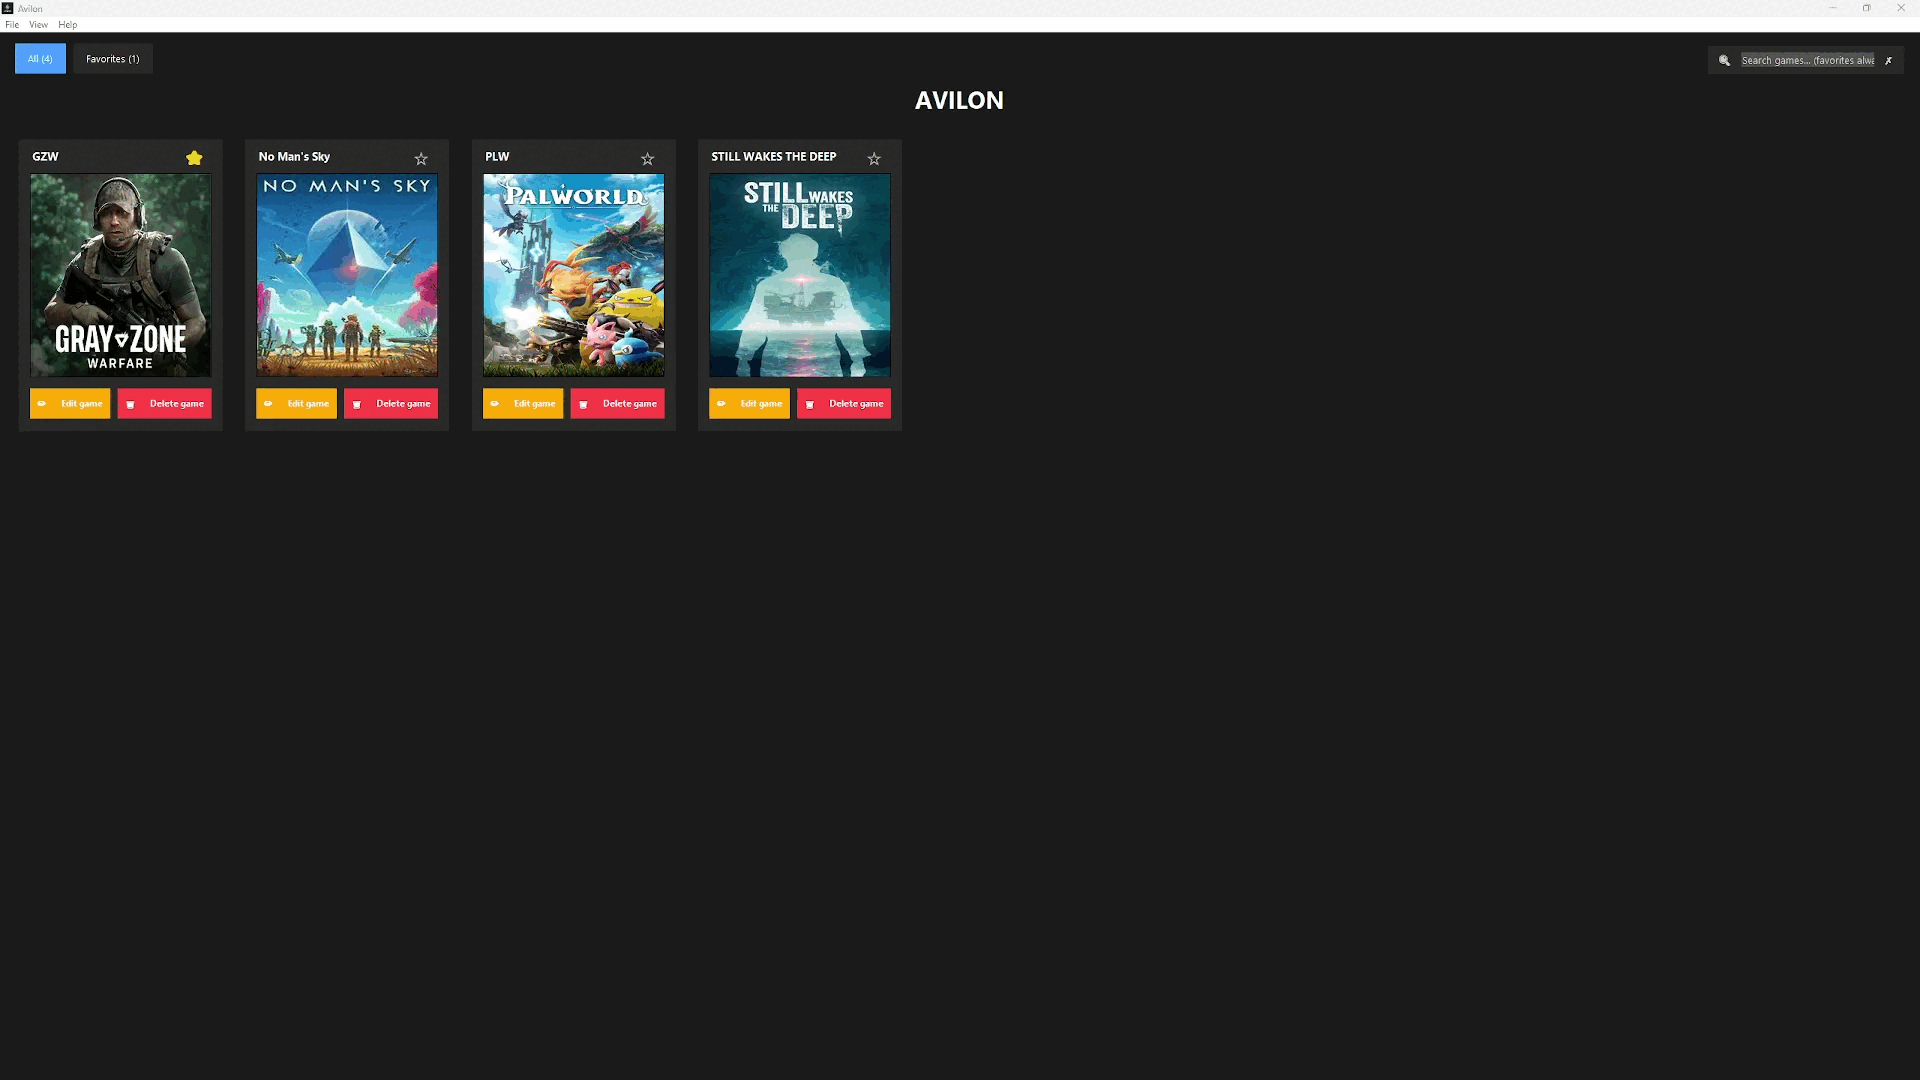 Avilon
File View Help
All (4) Favorites (1)
Search games... (favorites alwa
AVILON
GZW
No Man's Sky
PLW
STILL WAKES THE DEEP
GRAY ZONE
WARFARE
NO MAN'S SKY
PALWORLD
STILL WAKES
THE DEEP
Edit game Delete game
Edit game Delete game
Edit game Delete game
Edit game Delete game